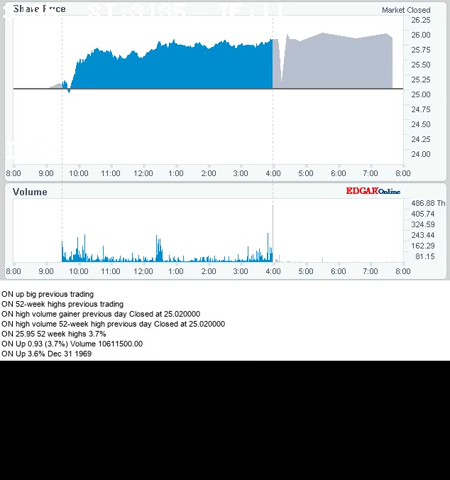 Share Price
Market Closed
26.25
26.00
25.75
25.50
25.25
25.00
24.75
24.50
24.25
24.00
8:00 9:00 10:00 11:00 12:00 1:00 2:00 3:00 4:00 5:00 6:00 7:00 8:00
Volume
EDGAR Online
486.88 Th
405.74
324.59
243.44
162.29
81.15
8:00 9:00 10:00 11:00 12:00 1:00 2:00 3:00 4:00 5:00 6:00 7:00 8:00
ON up big previous trading
ON 52-week highs previous trading
ON high volume gainer previous day Closed at 25.020000
ON high volume 52-week high previous day Closed at 25.020000
ON 25.95 52 week highs 3.7%
ON Up 0.93 (3.7%) Volume 10611500.00
ON Up 3.6% Dec 31 1969